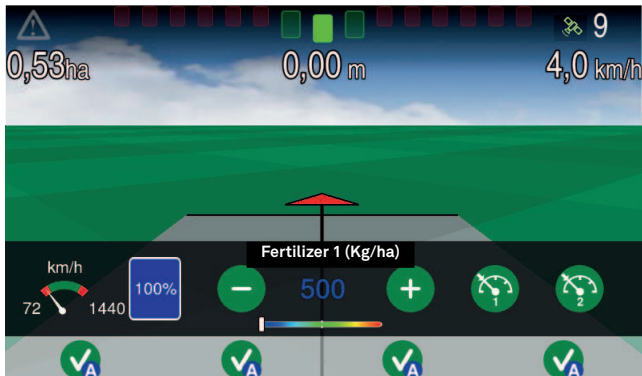 9
0,53ha
0,00 m
4,0 km/h
Fertilizer 1 (Kg/ha)
km/h
72
1440
100%
500
1
2
A
A
A
A